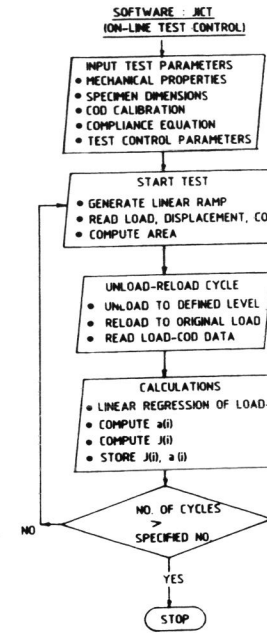 SOFTWARE : JICT
(ON-LINE TEST CONTROL)
INPUT TEST PARAMETERS
• MECHANICAL PROPERTIES
• SPECIMEN DIMENSIONS
• COD CALIBRATION
• COMPLIANCE EQUATION
• TEST CONTROL PARAMETERS
START TEST
• GENERATE LINEAR RAMP
• READ LOAD, DISPLACEMENT, CO
• COMPUTE AREA
UNLOAD-RELOAD CYCLE
• UNLOAD TO DEFINED LEVEL
• RELOAD TO ORIGINAL LOAD
• READ LOAD-COD DATA
CALCULATIONS
• LINEAR REGRESSION OF LOAD-
• COMPUTE a(i)
• COMPUTE J(i)
• STORE J(i), a(i)
NO. OF CYCLES
>
SPECIFIED NO.
NO
YES
STOP